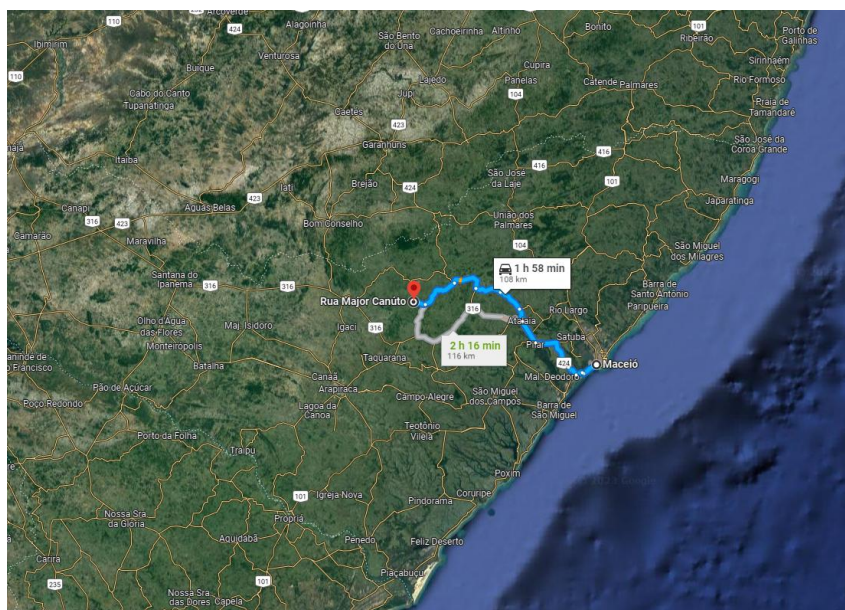 110
Arcoverde
424
Alagoinha
Cachoeirinha
Altinho
Bonito
101
Ribeirão
Porto de
Galinhas
Ibimirim
São Bento
do Una
Venturosa
Cupira
Sirinhaém
110
Buíque
Lajedo
Panelas
Catende
Palmares
Rio Formoso
Cabo do Canto
Tupanatinga
Jupi
104
Caetés
Praia de
Tamandaré
423
Garanhuns
São José da
Coroa Grande
Itaíba
416
416
São José
da Laje
Brejão
424
101
Maragogi
Iati
423
Japaratinga
Canapi
316
423
Águas Belas
União dos
Palmares
Camarão
Maravilha
Bom Conselho
104
São Miguel
dos Milagres
Santana do
Ipanema
316
316
1 h 58 min
108 km
Barra de
Santo Antônio
Rua Major Canuto
Paripueira
Olho d'Água
das Flores
Maj. Isidoro
Igaci
316
316
Atalaia
Rio Largo
Satuba
Monteirópolis
Pilar
2 h 16 min
116 km
Batalha
Taquarana
424
Maceió
Canaã
Mal. Deodoro
Pão de Açúcar
Arapiraca
Campo Alegre
São Miguel
dos Campos
Poço Redondo
Lagoa da
Canoa
Barra de
São Miguel
Teotônio
Vilela
Porto da Folha
Traipu
Poxim
101
Igreja Nova
Coruripe
Pindorama
Nossa Sra
da Glória
Propriá
Aquidabã
Penedo
Feliz Deserto
Carira
Piaçabuçu
235
101
Nossa Sra
das Dores
Capela